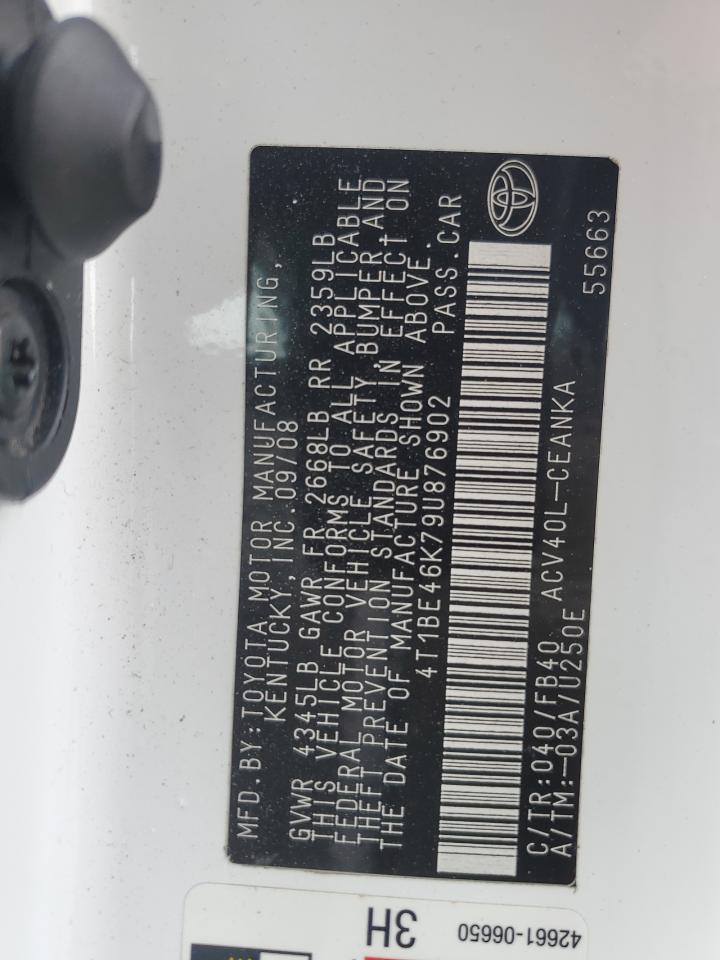 MFD.BY:TOYOTA MOTOR MANUFACTURING,
KENTUCKY, INC.09/08
GVWR 4345LB GAWR FR 2668LB RR 2359LB
THIS VEHICLE CONFORMS TO ALL APPLICABLE
FEDERAL MOTOR VEHICLE SAFETY, BUMPER, AND
THEFT PREVENTION STANDARDS IN EFFECT ON
THE DATE OF MANUFACTURE SHOWN ABOVE.
4T1BE46K79U876902 PASS.CAR
C/TR:040/FB40 ACV40L-CEANKA
A/TM:-03A/U250E 55663
3H
42661-06650